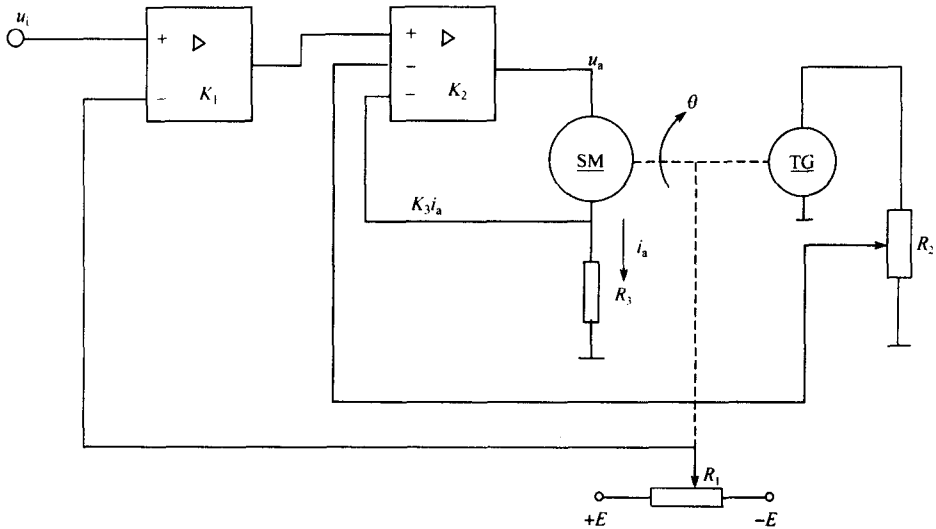 uᵢ
+
▷
−
K₁
+
▷
−
−
K₂
uₐ
SM
θ
TG
K₃iₐ
iₐ
R₃
R₂
R₁
+E
−E